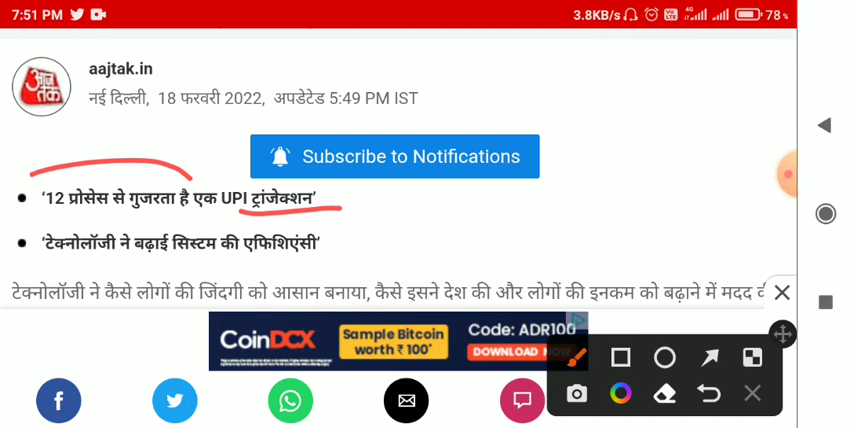 7:51 PM 3.8KB/s 4G 78%
आज तक
aajtak.in
नई दिल्ली, 18 फरवरी 2022, अपडेटेड 5:49 PM IST
Subscribe to Notifications
‘12 प्रोसेस से गुजरता है एक UPI ट्रांजेक्शन’
‘टेक्नोलॉजी ने बढ़ाई सिस्टम की एफिशिएंसी’
टेक्नोलॉजी ने कैसे लोगों की जिंदगी को आसान बनाया, कैसे इसने देश की और लोगों की इनकम को बढ़ाने में मदद
CoinDCX
Sample Bitcoin
worth ₹ 100*
Code: ADR100
DOWNLOAD NOW